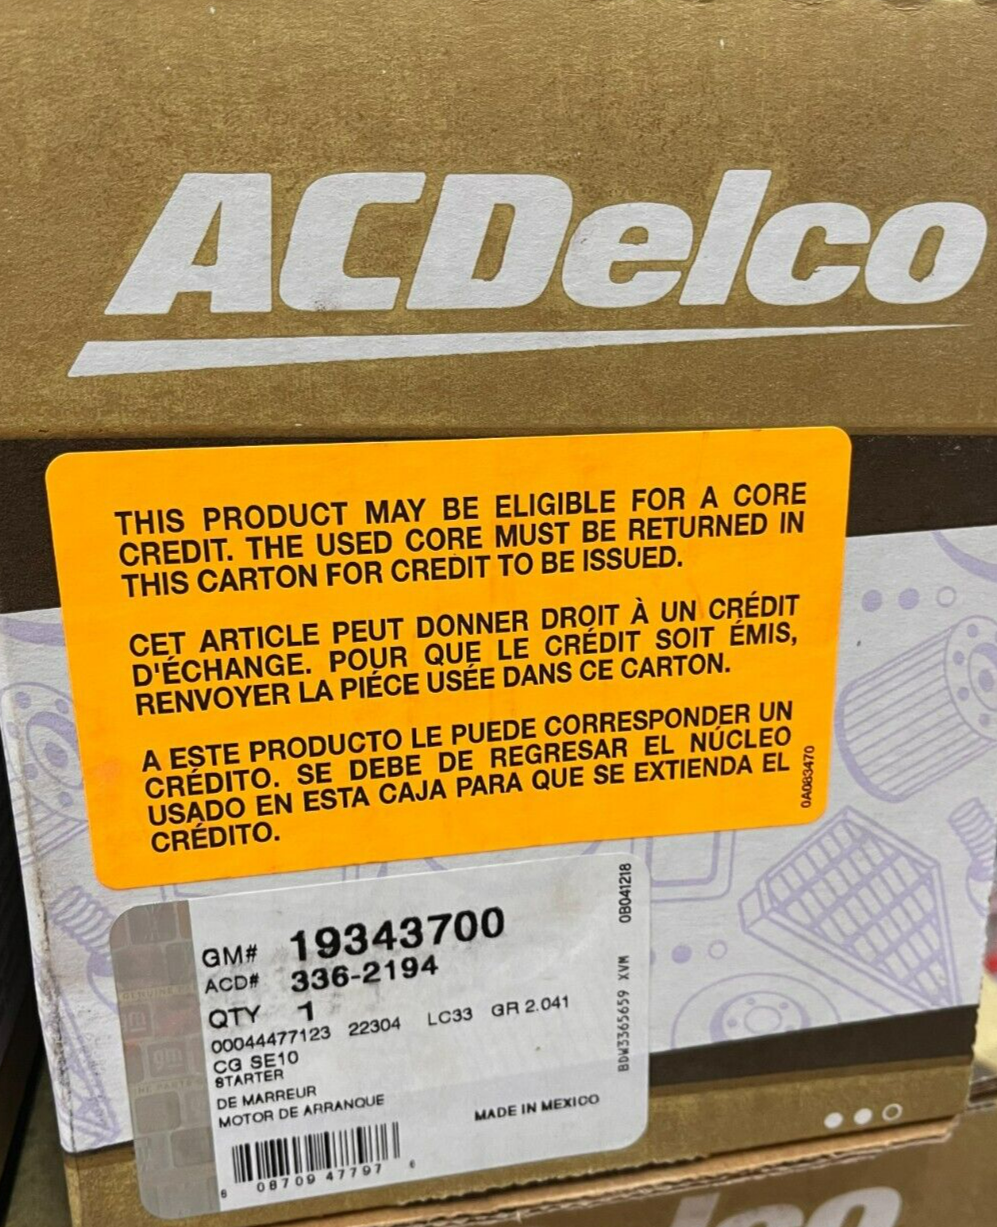 ACDelco
THIS PRODUCT MAY BE ELIGIBLE FOR A CORE
CREDIT. THE USED CORE MUST BE RETURNED IN
THIS CARTON FOR CREDIT TO BE ISSUED.
CET ARTICLE PEUT DONNER DROIT À UN CRÉDIT
D'ÉCHANGE. POUR QUE LE CRÉDIT SOIT ÉMIS,
RENVOYER LA PIÉCE USÉE DANS CE CARTON.
A ESTE PRODUCTO LE PUEDE CORRESPONDER UN
CRÉDITO. SE DEBE DE REGRESAR EL NÚCLEO
USADO EN ESTA CAJA PARA QUE SE EXTIENDA EL
CRÉDITO.
0A083470
GM# 19343700
ACD# 336-2194
QTY 1
00044477123 22304 LC33 GR 2.041
CG SE10
STARTER
DE MARREUR
MOTOR DE ARRANQUE
MADE IN MEXICO
BDW3365659 XVM 0B041218
6 08709 47797 6
gm
lco